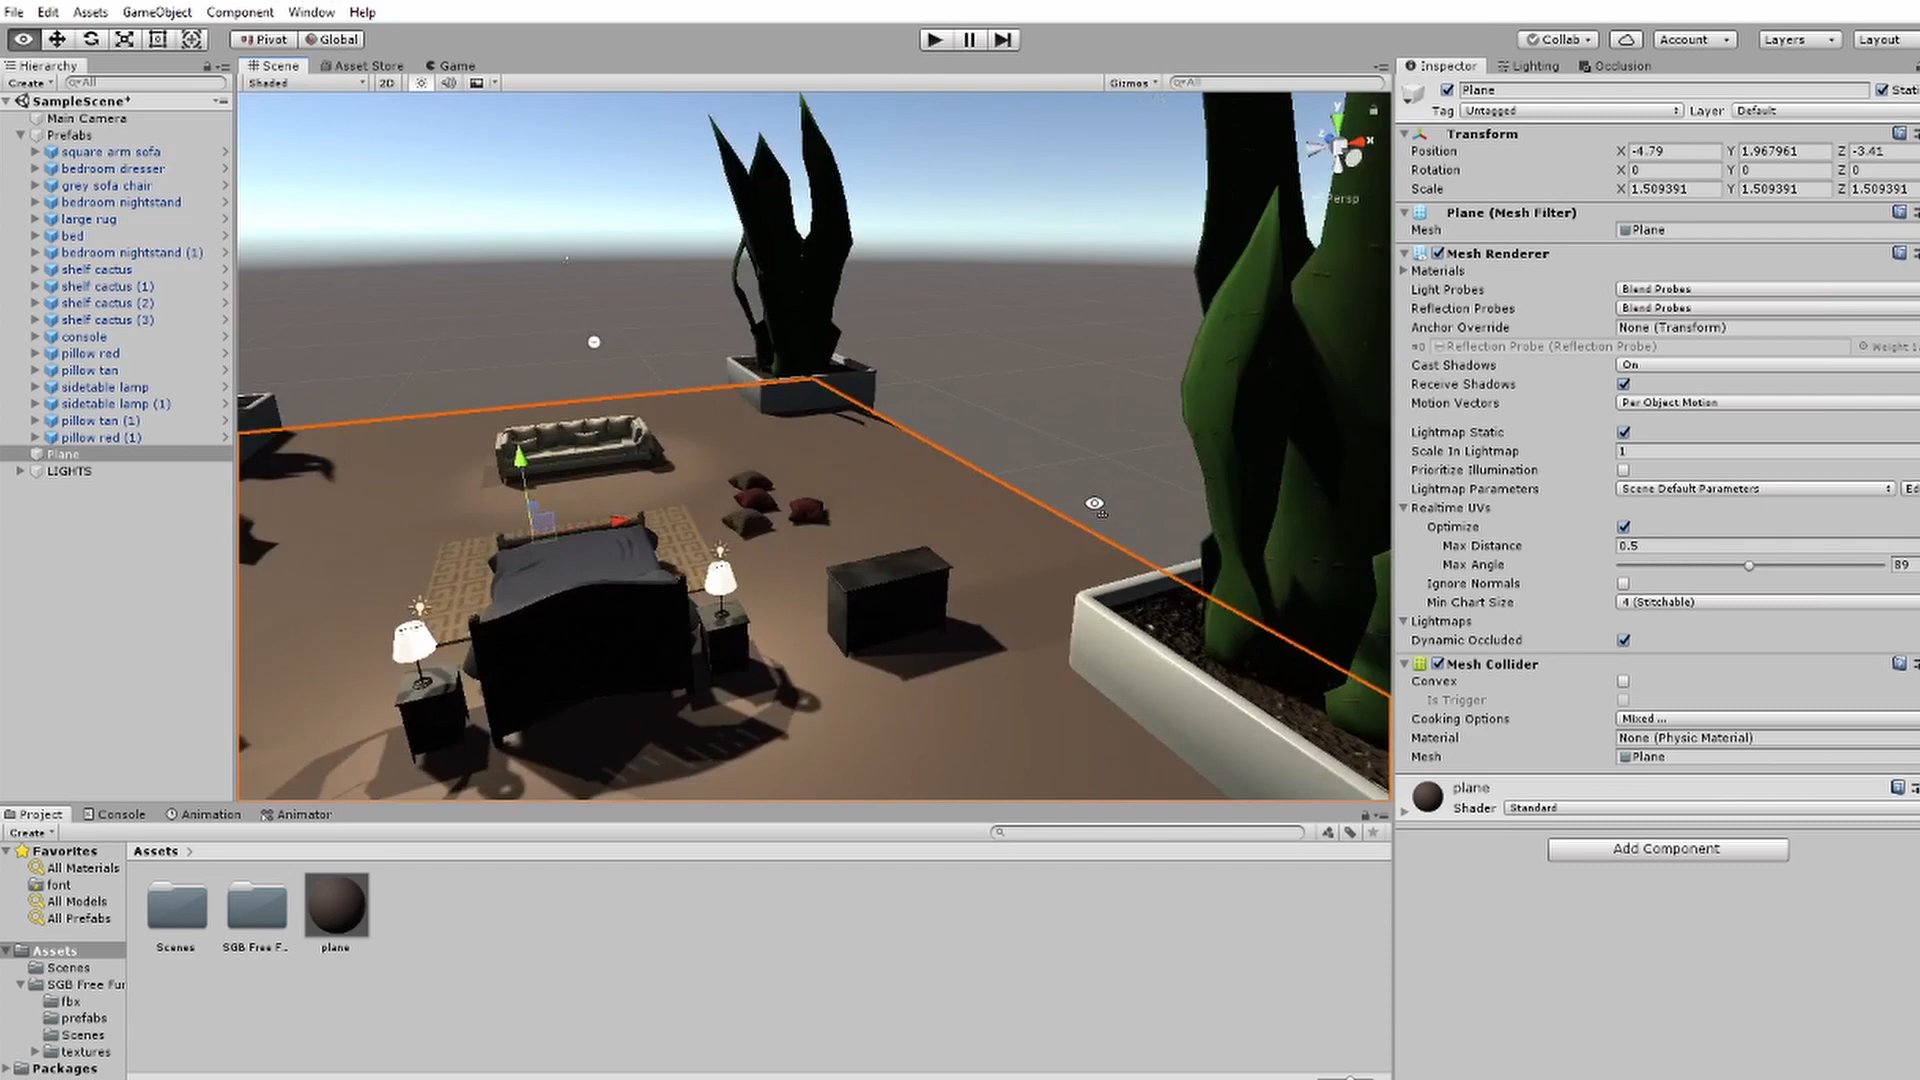 File Edit Assets GameObject Component Window Help
Pivot Global Collab Account Layers Layout
Hierarchy Scene Asset Store Game Inspector Lighting Occlusion
Create All Shaded 2D Gizmos All
SampleScene*
Main Camera
Prefabs
square arm sofa
bedroom dresser
grey sofa chair
bedroom nightstand
large rug
bed
bedroom nightstand (1)
shelf cactus
shelf cactus (1)
shelf cactus (2)
shelf cactus (3)
console
pillow red
pillow tan
sidetable lamp
sidetable lamp (1)
pillow tan (1)
pillow red (1)
Plane
LIGHTS
y
x
z
Persp
Plane Stati
Tag Untagged Layer Default
Transform
Position X -4.79 Y 1.967961 Z -3.41
Rotation X 0 Y 0 Z 0
Scale X 1.509391 Y 1.509391 Z 1.509391
Plane (Mesh Filter)
Mesh Plane
Mesh Renderer
Materials
Light Probes Blend Probes
Reflection Probes Blend Probes
Anchor Override None (Transform)
#0 Reflection Probe (Reflection Probe) Weight 1.
Cast Shadows On
Receive Shadows
Motion Vectors Per Object Motion
Lightmap Static
Scale In Lightmap 1
Prioritize Illumination
Lightmap Parameters Scene Default Parameters Ed
Realtime UVs
Optimize
Max Distance 0.5
Max Angle 89
Ignore Normals
Min Chart Size 4 (Stitchable)
Lightmaps
Dynamic Occluded
Mesh Collider
Convex
Is Trigger
Cooking Options Mixed ...
Material None (Physic Material)
Mesh Plane
plane
Shader Standard
Add Component
Project Console Animation Animator
Create
Favorites
All Materials
font
All Models
All Prefabs
Assets
Scenes
SGB Free Fur
fbx
prefabs
Scenes
textures
Packages
Assets
Scenes SGB Free F.. plane